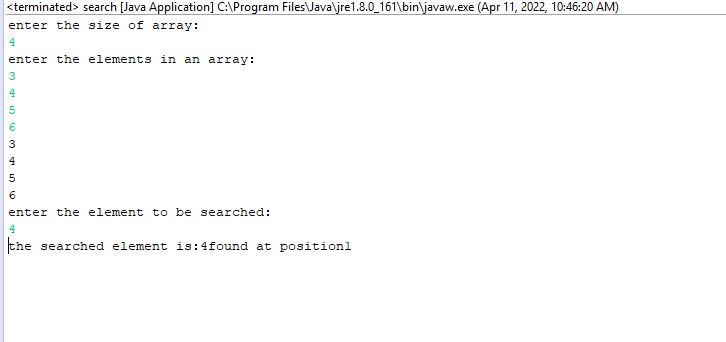 <terminated> search [Java Application] C:\Program Files\Java\jre1.8.0_161\bin\javaw.exe (Apr 11, 2022, 10:46:20 AM)
enter the size of array:
4
enter the elements in an array:
3
4
5
6
3
4
5
6
enter the element to be searched:
4
the searched element is:4found at position1